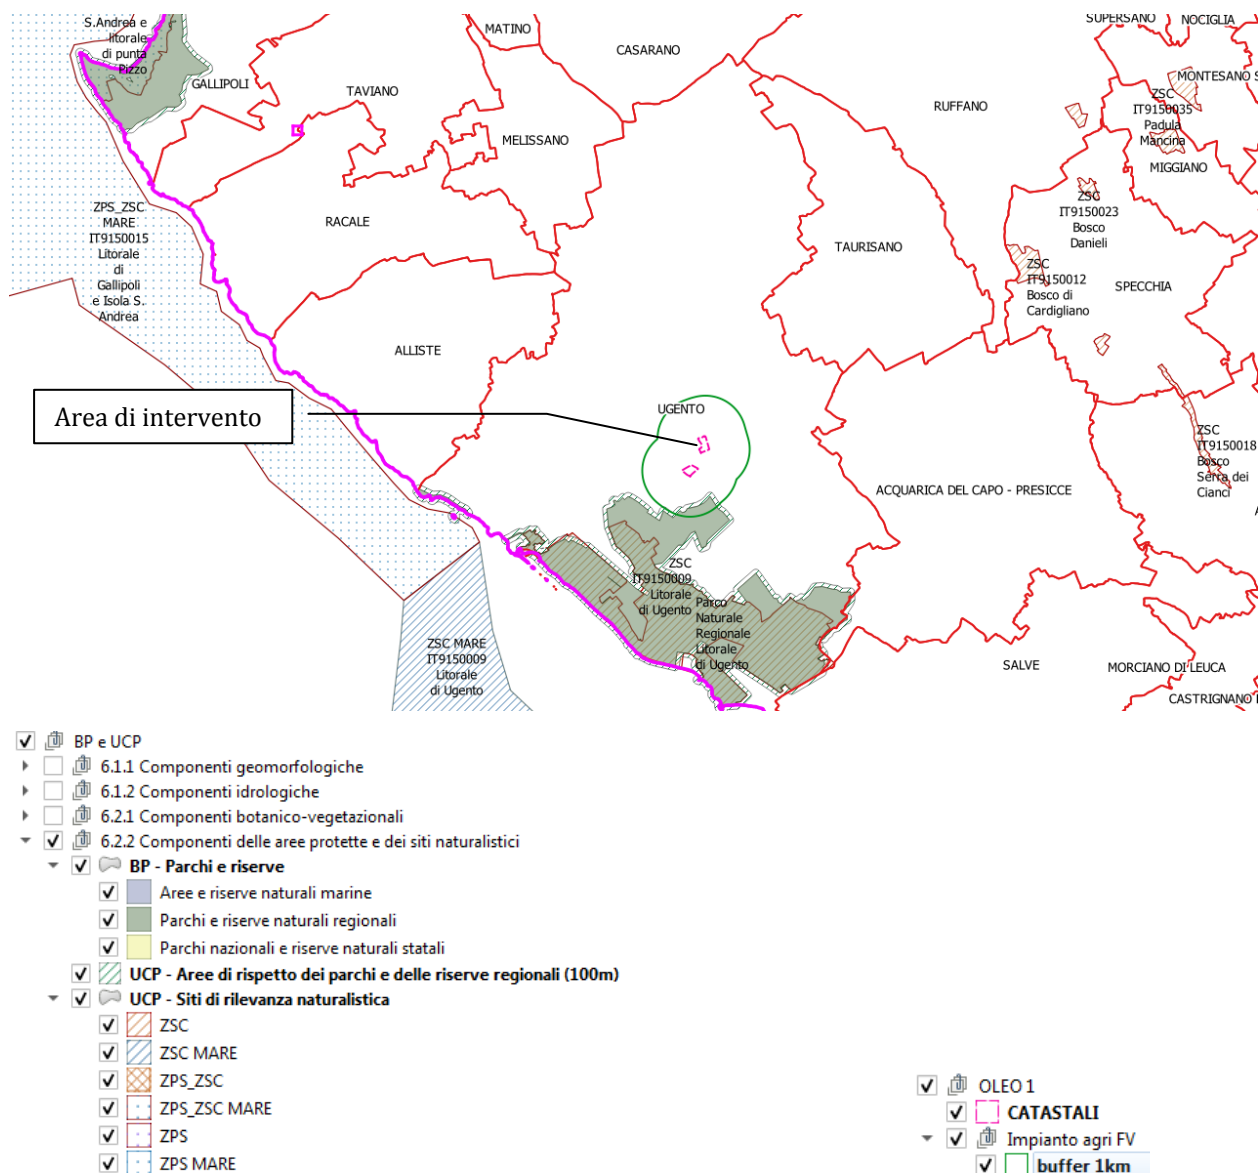 S.Andrea e
litorale
di punta
Pizzo
GALLIPOLI
MATINO
CASARANO
SUPERSANO
NOCIGLIA
TAVIANO
MELISSANO
RUFFANO
MONTESANO S
ZSC
IT9150035
Padula
Mancina
MIGGIANO
ZPS_ZSC
MARE
IT9150015
Litorale
di
Gallipoli
e Isola S.
Andrea
RACALE
TAURISANO
ZSC
IT9150023
Bosco
Danieli
ZSC
IT9150012
Bosco di
Cardigliano
SPECCHIA
ALLISTE
Area di intervento
UGENTO
ZSC
IT9150018
Bosco
Serra dei
Cianci
A
ACQUARICA DEL CAPO - PRESICCE
ZSC
IT9150009
Litorale
di Ugento
Parco
Naturale
Regionale
Litorale
di Ugento
ZSC MARE
IT9150009
Litorale
di Ugento
SALVE
MORCIANO DI LEUCA
CASTRIGNANO
BP e UCP
6.1.1 Componenti geomorfologiche
6.1.2 Componenti idrologiche
6.2.1 Componenti botanico-vegetazionali
6.2.2 Componenti delle aree protette e dei siti naturalistici
BP - Parchi e riserve
Aree e riserve naturali marine
Parchi e riserve naturali regionali
Parchi nazionali e riserve naturali statali
UCP - Aree di rispetto dei parchi e delle riserve regionali (100m)
UCP - Siti di rilevanza naturalistica
ZSC
ZSC MARE
ZPS_ZSC
ZPS_ZSC MARE
ZPS
ZPS MARE
OLEO 1
CATASTALI
Impianto agri FV
buffer 1km